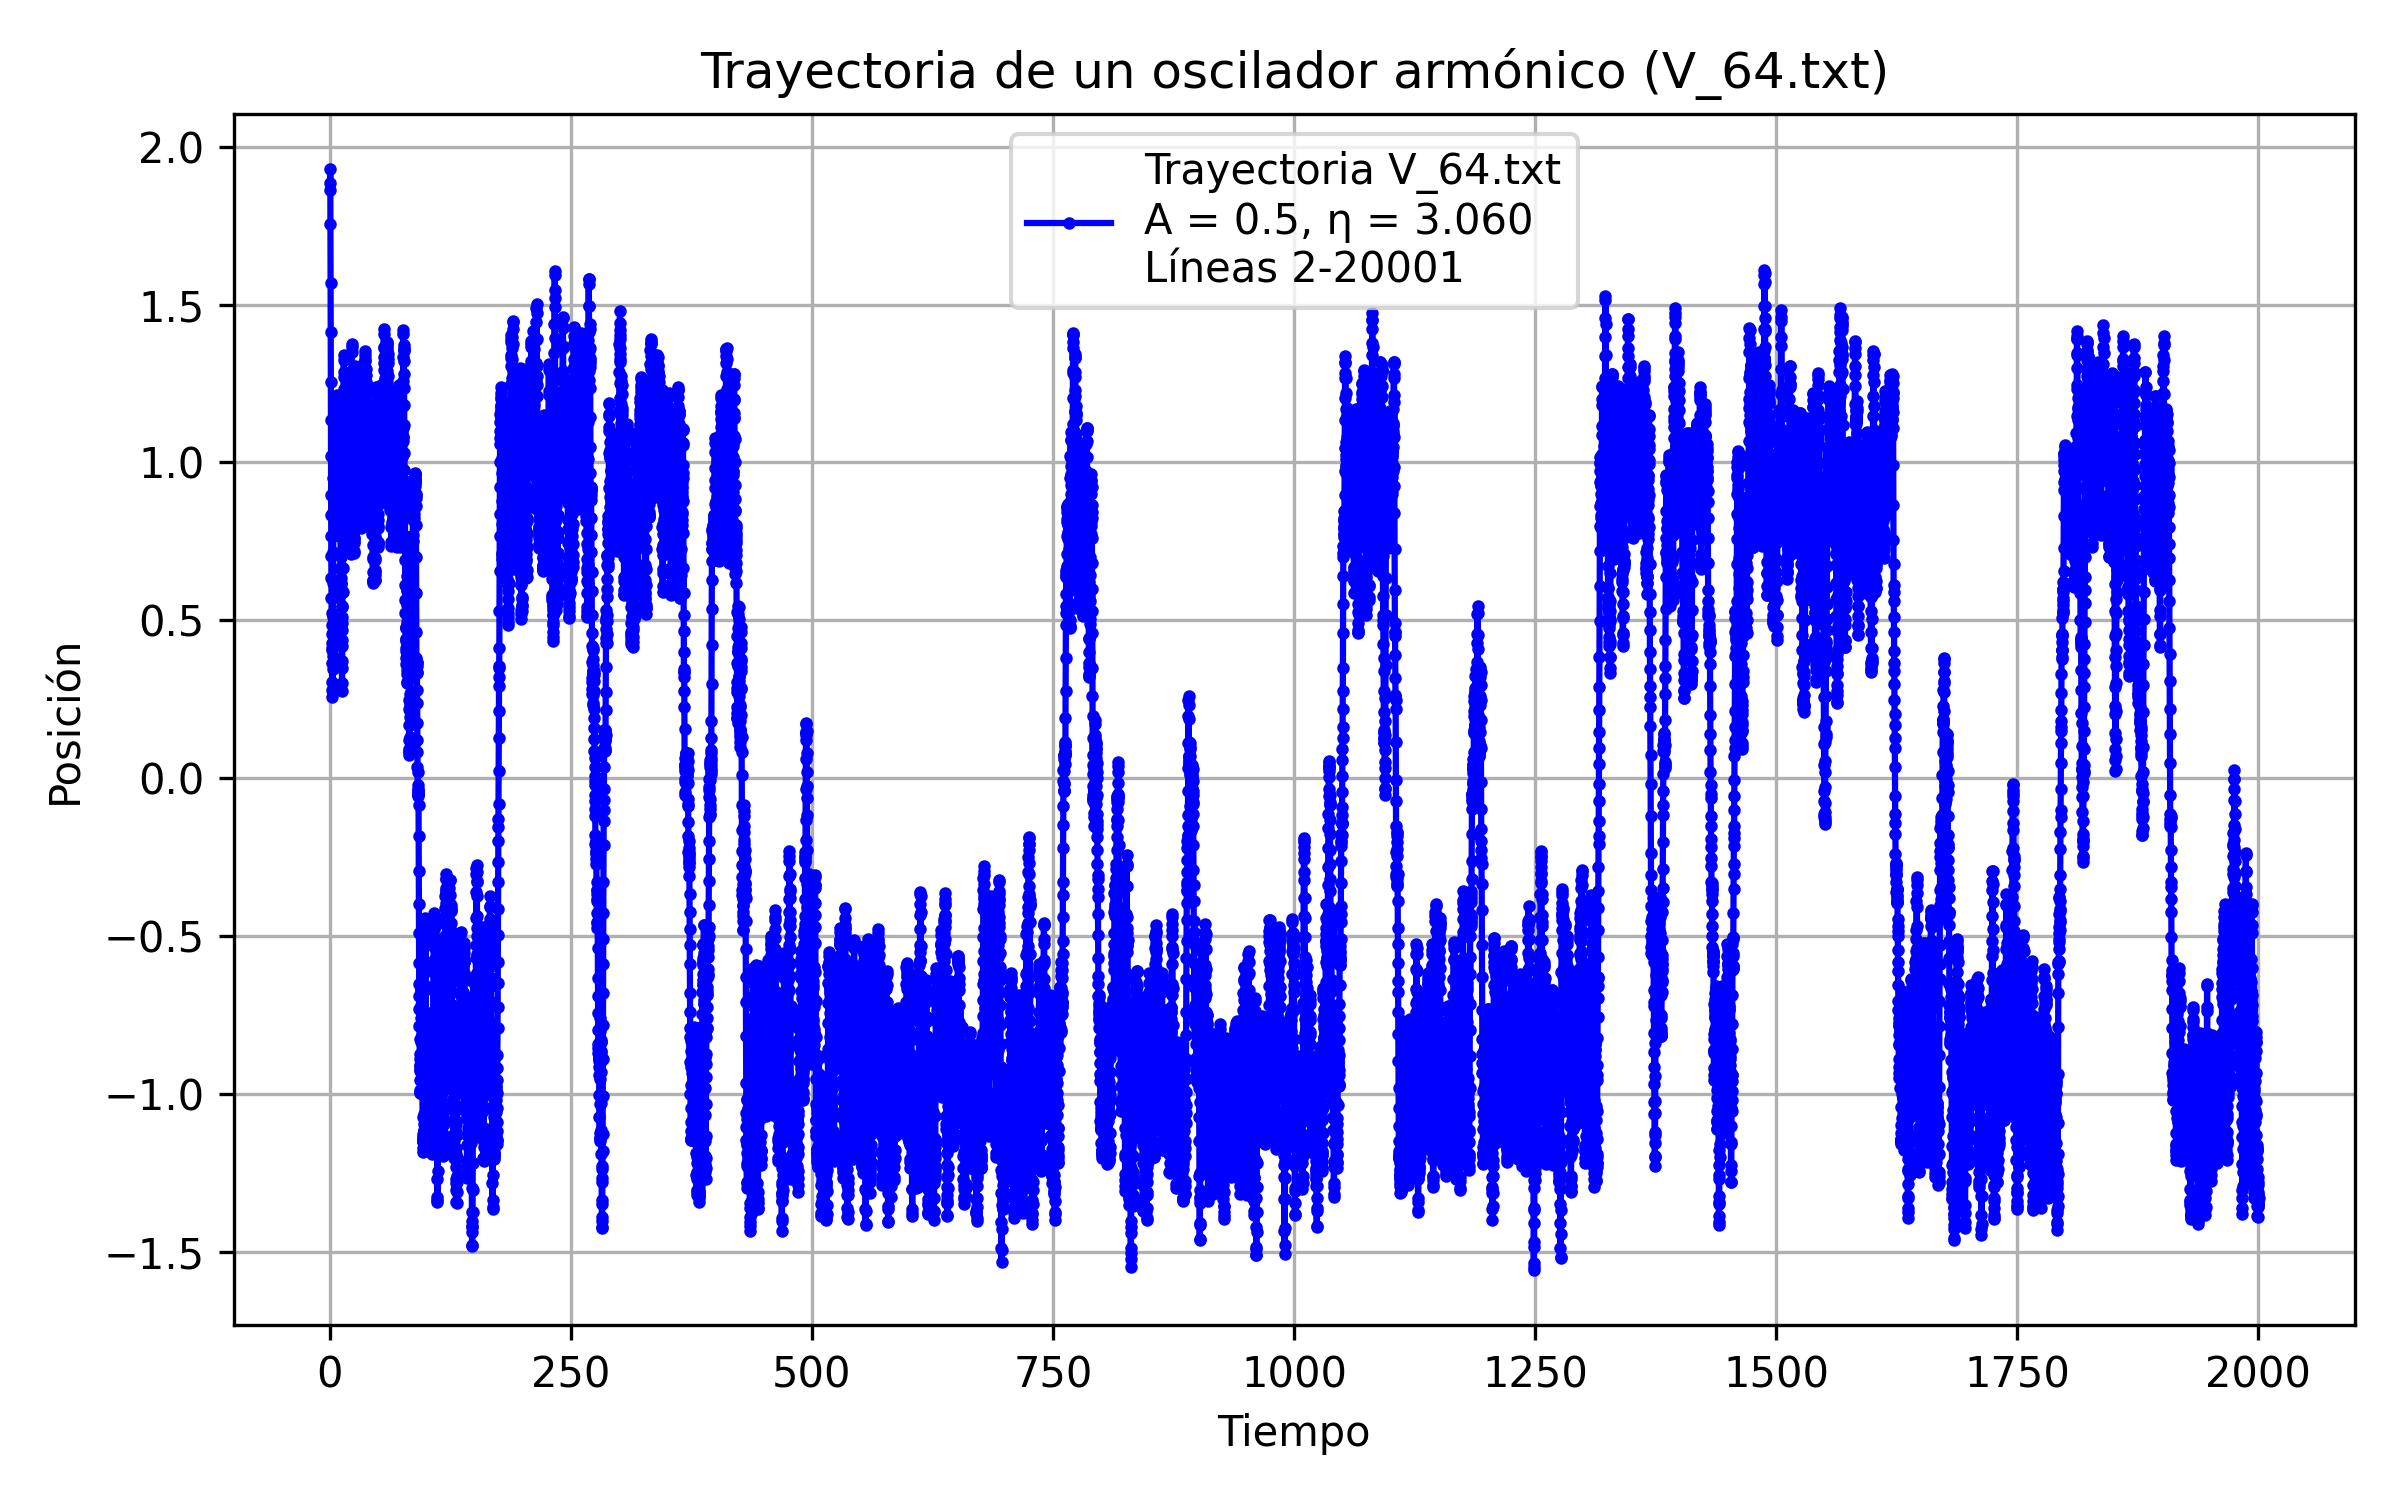 Trayectoria de un oscilador armónico (V_64.txt)
Trayectoria V_64.txt
A = 0.5, η = 3.060
Líneas 2-20001
2.0
1.5
1.0
0.5
0.0
−0.5
−1.0
−1.5
Posición
0 250 500 750 1000 1250 1500 1750 2000
Tiempo